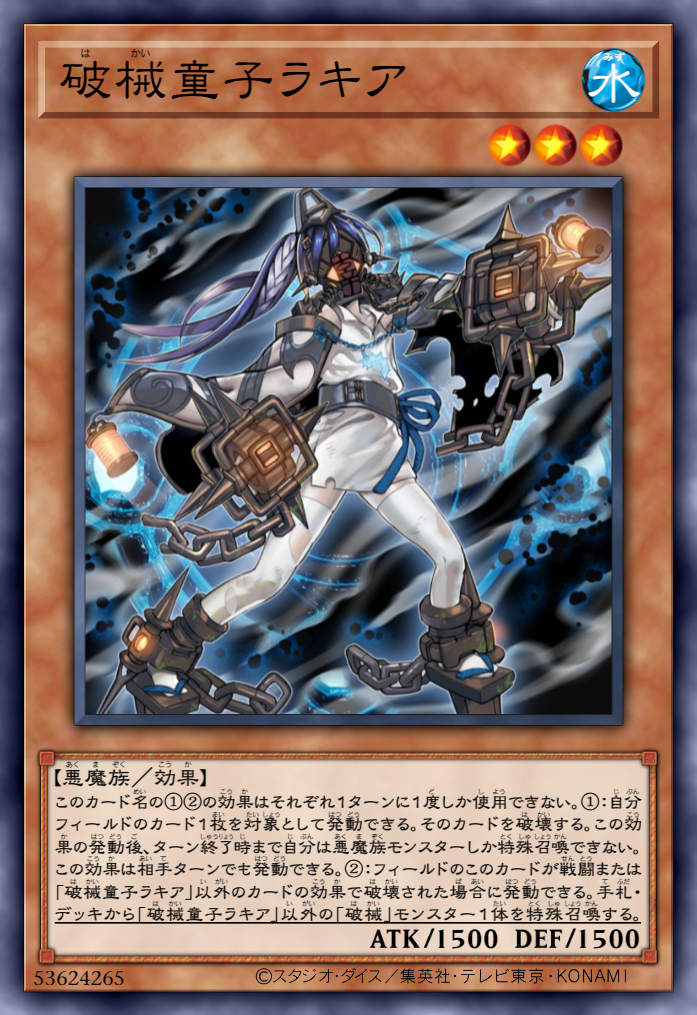 破械童子ラキア
水
【悪魔族／効果】
このカード名の①②の効果はそれぞれ1ターンに1度しか使用できない。①：自分
フィールドのカード1枚を対象として発動できる。そのカードを破壊する。この効
果の発動後、ターン終了時まで自分は悪魔族モンスターしか特殊召喚できない。
この効果は相手ターンでも発動できる。②：フィールドのこのカードが戦闘または
「破械童子ラキア」以外のカードの効果で破壊された場合に発動できる。手札・
デッキから「破械童子ラキア」以外の「破械」モンスター1体を特殊召喚する。
ATK/1500 DEF/1500
53624265 ©スタジオ・ダイス／集英社・テレビ東京・KONAMI